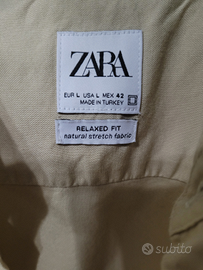 ZARA
EUR L USA L MEX 42
MADE IN TURKEY
RELAXED FIT
natural stretch fabric
subito